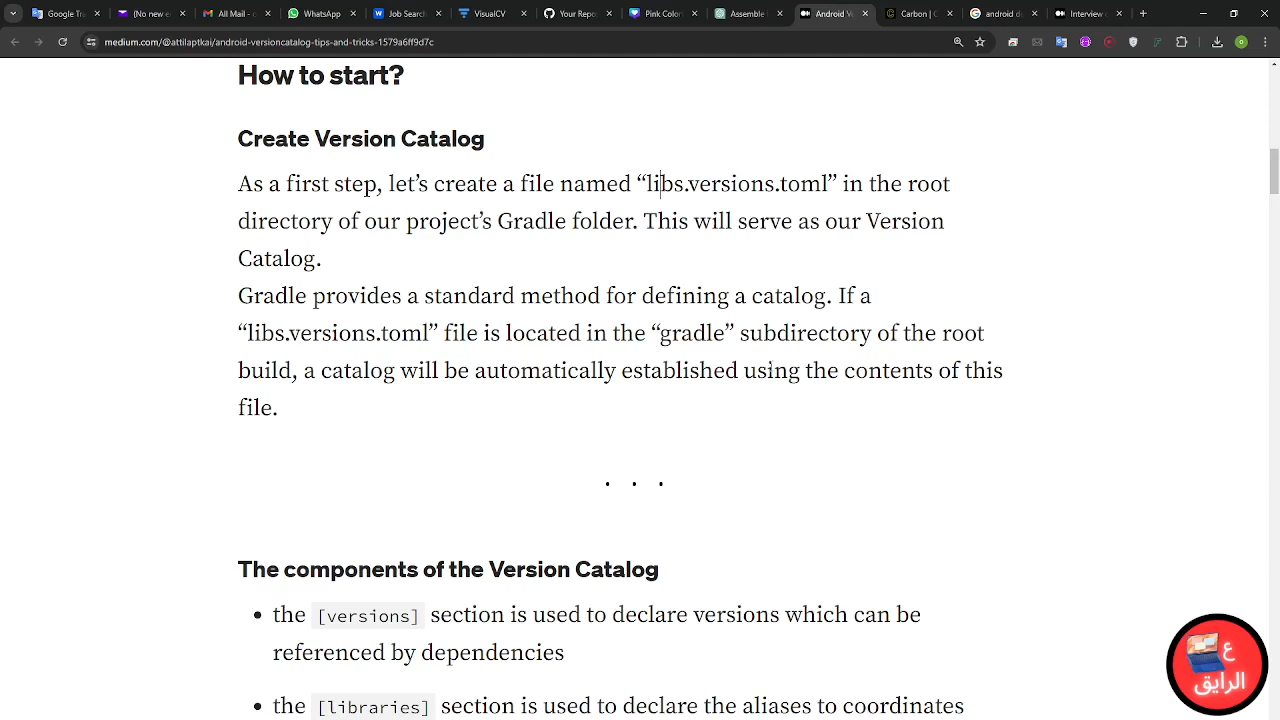 Google Tra
(No new e
All Mail -
WhatsApp
Job Search
VisualCV
Your Repo
Pink Color
Assemble
Android Ve
Carbon | C
android de
Interview
medium.com/@attilaptkai/android-versioncatalog-tips-and-tricks-1579a6ff9d7c
How to start?
Create Version Catalog
As a first step, let’s create a file named “libs.versions.toml” in the root
directory of our project’s Gradle folder. This will serve as our Version
Catalog.
Gradle provides a standard method for defining a catalog. If a
“libs.versions.toml” file is located in the “gradle” subdirectory of the root
build, a catalog will be automatically established using the contents of this
file.
. . .
The components of the Version Catalog
• the [versions] section is used to declare versions which can be
referenced by dependencies
• the [libraries] section is used to declare the aliases to coordinates
ع
الرايق